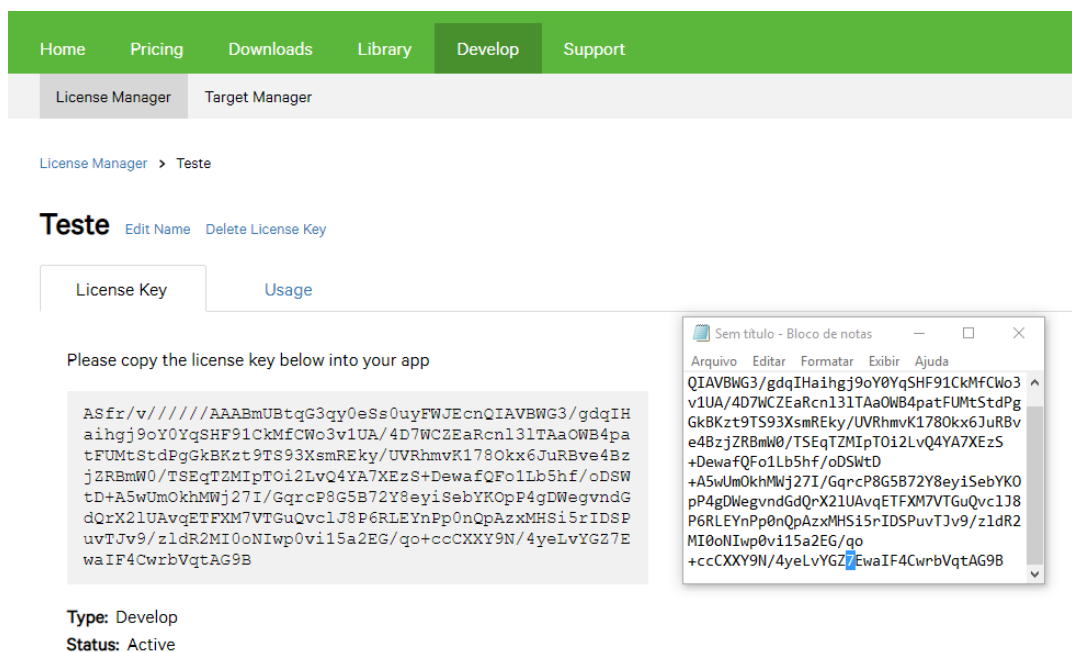 Home Pricing Downloads Library Develop Support
License Manager Target Manager
License Manager > Teste
Teste Edit Name Delete License Key
License Key Usage
Please copy the license key below into your app
ASfr/v//////AAABmUBtqG3qy0eSs0uyFWJEcnQIAVBWG3/gdqIH
aihgj9oY0YqSHF91CkMfCWo3v1UA/4D7WCZEaRcnl3lTAaOWB4pa
tFUMtStdPgGkBKzt9TS93XsmREky/UVRhmvK178Okx6JuRBve4Bz
jZRBmW0/TSEqTZMIpTOi2LvQ4YA7XEzS+DewafQFo1Lb5hf/oDSW
tD+A5wUmOkhMWj27I/GqrcP8G5B72Y8eyiSebYKOpP4gDWegvndG
dQrX2lUAvqETFXM7VTGuQvclJ8P6RLEYnPp0nQpAzxMHSi5rIDSP
uvTJv9/zldR2MI0oNIwp0vi15a2EG/qo+ccCXXY9N/4yeLvYGZ7E
waIF4CwrbVqtAG9B
Type: Develop
Status: Active
Sem título - Bloco de notas
Arquivo Editar Formatar Exibir Ajuda
QIAVBWG3/gdqIHaihgj9oY0YqSHF91CkMfCWo3
v1UA/4D7WCZEaRcnl3lTAaOWB4patFUMtStdPg
GkBKzt9TS93XsmREky/UVRhmvK178Okx6JuRBv
e4BzjZRBmW0/TSEqTZMIpTOi2LvQ4YA7XEzS
+DewafQFo1Lb5hf/oDSWtD
+A5wUmOkhMWj27I/GqrcP8G5B72Y8eyiSebYKO
pP4gDWegvndGdQrX2lUAvqETFXM7VTGuQvclJ8
P6RLEYnPp0nQpAzxMHSi5rIDSPuvTJv9/zldR2
MI0oNIwp0vi15a2EG/qo
+ccCXXY9N/4yeLvYGZ7EwaIF4CwrbVqtAG9B